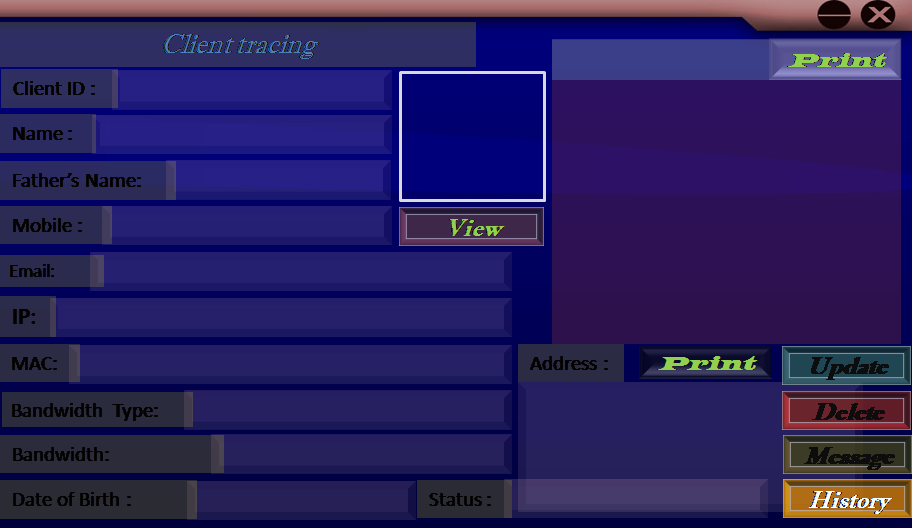 Client tracing
Print
Client ID :
Name :
Father's Name:
Mobile :
View
Email:
IP:
MAC:
Address :
Print
Update
Bandwidth Type:
Delete
Bandwidth:
Message
Date of Birth :
Status :
History